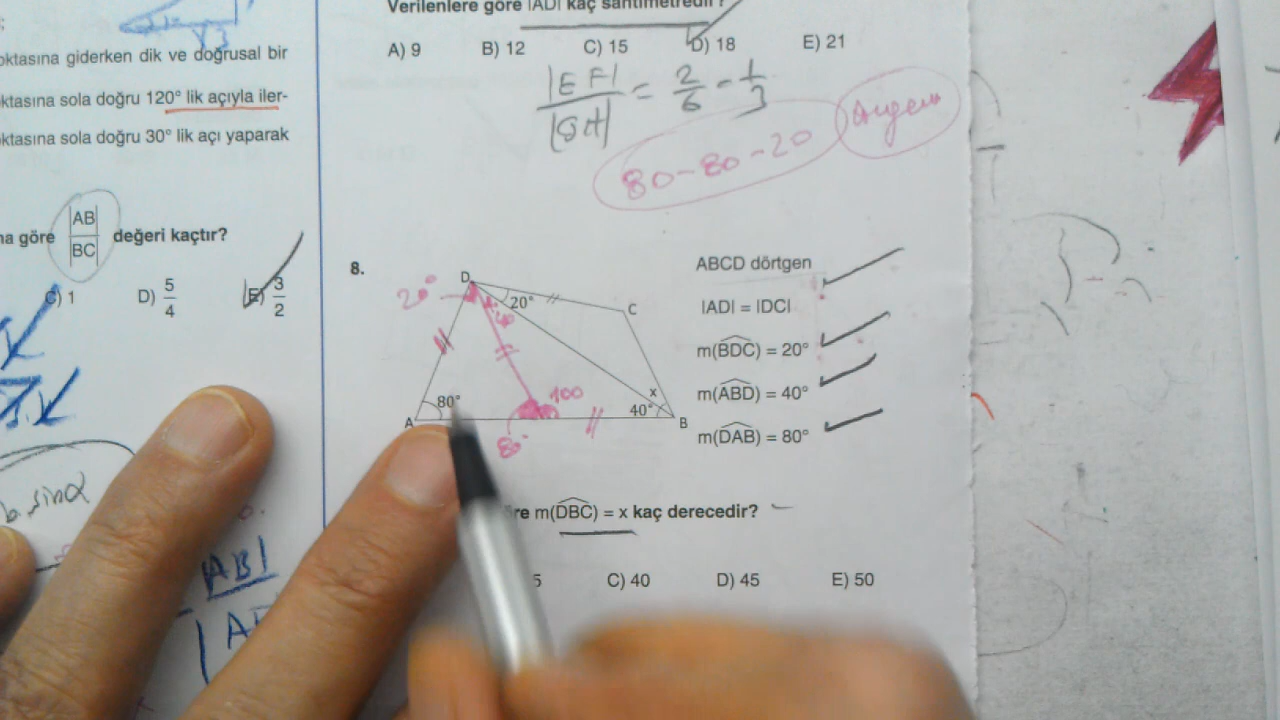 Verilenlere göre |AD| kaç santimetredir?
A) 9 B) 12 C) 15 D) 18 E) 21
|EF| / |GH| = 2/6 - 1/3
80-80-20
oktasına giderken dik ve doğrusal bir
oktasına sola doğru 120° lik açıyla iler-
oktasına sola doğru 30° lik açı yaparak
na göre |AB| / |BC| değeri kaçtır?
C) 1 D) 5/4 E) 3/2
8.
D
20°
20°
C
80°
100
x
40°
A
B
80°
ABCD dörtgen
|AD| = |DC|
m(BDC) = 20°
m(ABD) = 40°
m(DAB) = 80°
re m(DBC) = x kaç derecedir?
5 C) 40 D) 45 E) 50
b.sinα
|AB|